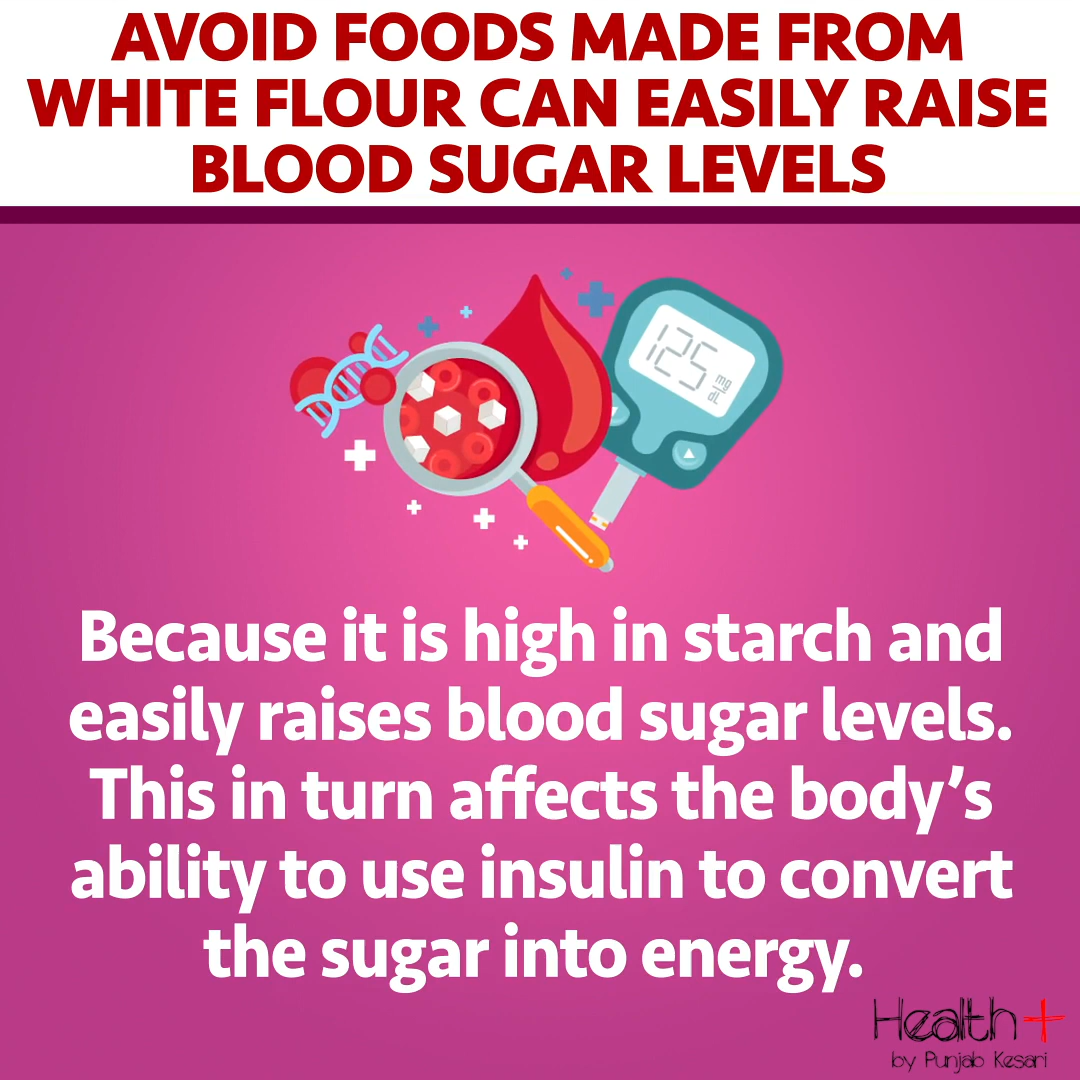 AVOID FOODS MADE FROM
WHITE FLOUR CAN EASILY RAISE
BLOOD SUGAR LEVELS
125
mg
dL
Because it is high in starch and
easily raises blood sugar levels.
This in turn affects the body’s
ability to use insulin to convert
the sugar into energy.
Health+
by Punjab Kesari